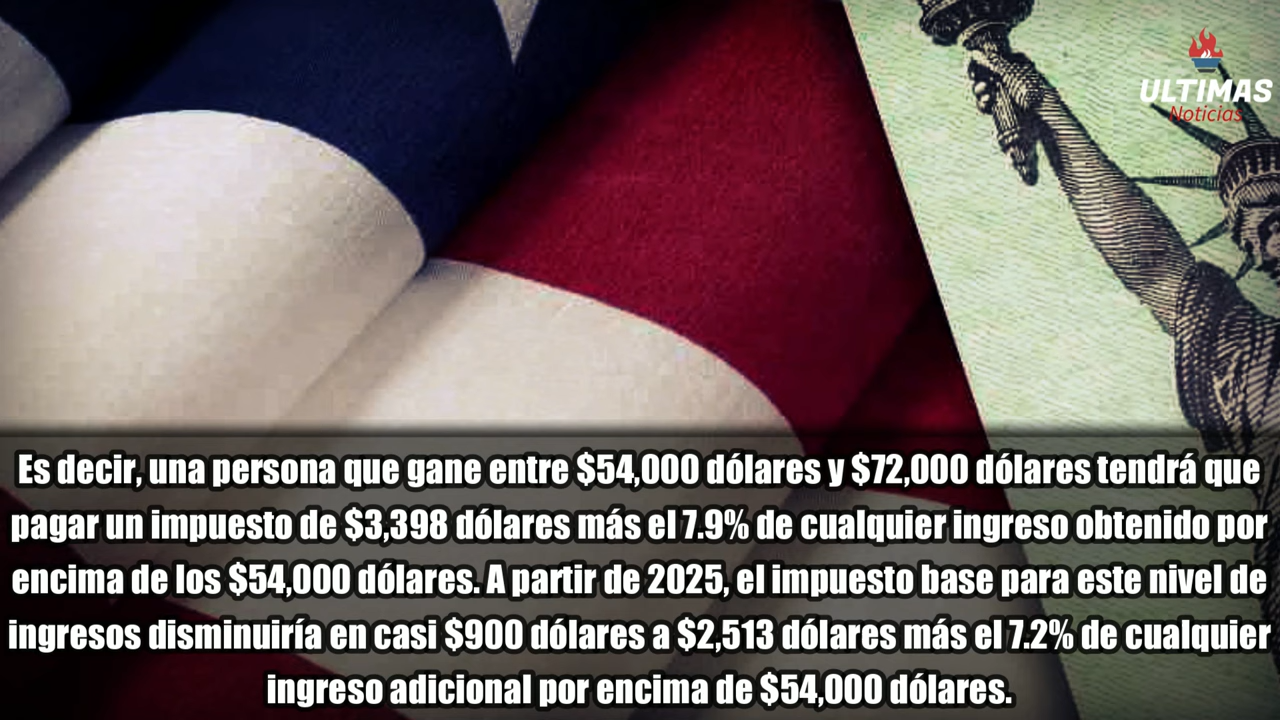 ULTIMAS
Noticias
Es decir, una persona que gane entre $54,000 dólares y $72,000 dólares tendrá que
pagar un impuesto de $3,398 dólares más el 7.9% de cualquier ingreso obtenido por
encima de los $54,000 dólares. A partir de 2025, el impuesto base para este nivel de
ingresos disminuiría en casi $900 dólares a $2,513 dólares más el 7.2% de cualquier
ingreso adicional por encima de $54,000 dólares.